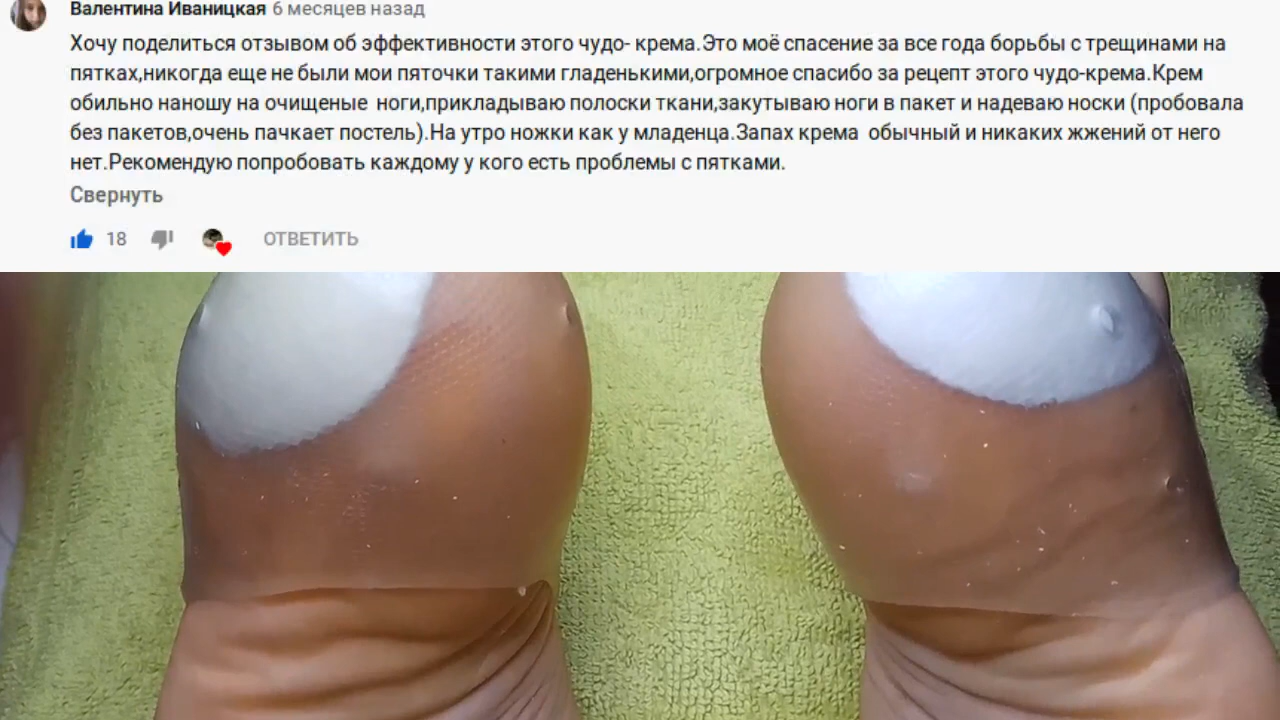 Валентина Иваницкая 6 месяцев назад
Хочу поделиться отзывом об эффективности этого чудо- крема.Это моё спасение за все года борьбы с трещинами на
пятках,никогда еще не были мои пяточки такими гладенькими,огромное спасибо за рецепт этого чудо-крема.Крем
обильно наношу на очищеные  ноги,прикладываю полоски ткани,закутываю ноги в пакет и надеваю носки (пробовала
без пакетов,очень пачкает постель).На утро ножки как у младенца.Запах крема  обычный и никаких жжений от него
нет.Рекомендую попробовать каждому у кого есть проблемы с пятками.
Свернуть
18 ОТВЕТИТЬ